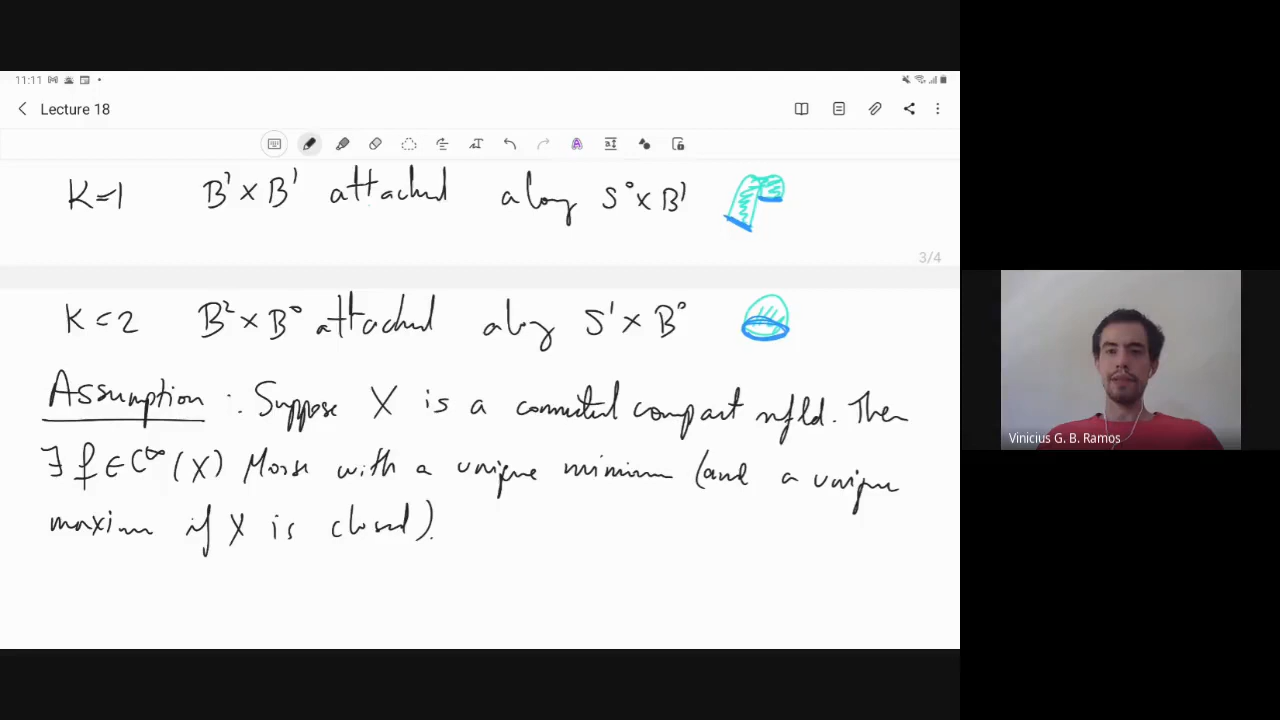 11:11
Lecture 18
K=1 B¹ × B¹ attached along S⁰ × B¹
3/4
K=2 B² × B⁰ attached along S¹ × B⁰
Assumption : Suppose X is a connected compact mfld. Then
∃ f ∈ C^∞ (X) Morse with a unique minimum (and a unique
maximum if X is closed).
Vinicius G. B. Ramos